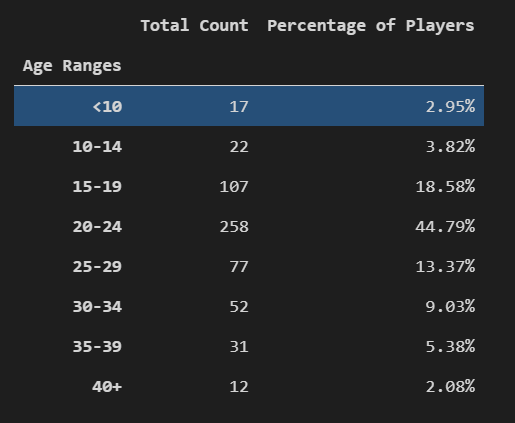 Total Count Percentage of Players
Age Ranges
<10 17 2.95%
10-14 22 3.82%
15-19 107 18.58%
20-24 258 44.79%
25-29 77 13.37%
30-34 52 9.03%
35-39 31 5.38%
40+ 12 2.08%